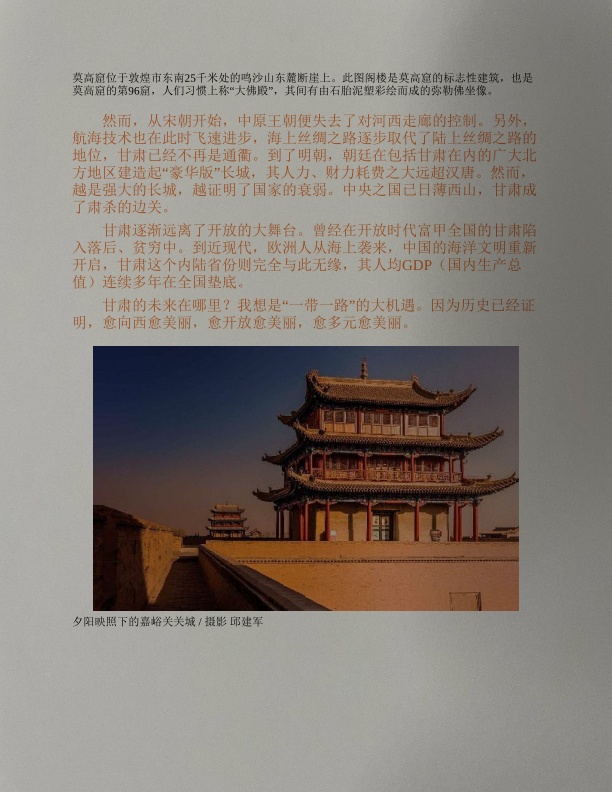 莫高窟位于敦煌市东南25千米处的鸣沙山东麓断崖上。此图阁楼是莫高窟的标志性建筑，也是
莫高窟的第96窟，人们习惯上称“大佛殿”，其间有由石胎泥塑彩绘而成的弥勒佛坐像。
然而，从宋朝开始，中原王朝便失去了对河西走廊的控制。另外，
航海技术也在此时飞速进步，海上丝绸之路逐步取代了陆上丝绸之路的
地位，甘肃已经不再是通衢。到了明朝，朝廷在包括甘肃在内的广大北
方地区建造起“豪华版”长城，其人力、财力耗费之大远超汉唐。然而，
越是强大的长城，越证明了国家的衰弱。中央之国已日薄西山，甘肃成
了肃杀的边关。
甘肃逐渐远离了开放的大舞台。曾经在开放时代富甲全国的甘肃陷
入落后、贫穷中。到近现代，欧洲人从海上袭来，中国的海洋文明重新
开启，甘肃这个内陆省份则完全与此无缘，其人均GDP（国内生产总
值）连续多年在全国垫底。
甘肃的未来在哪里？我想是“一带一路”的大机遇。因为历史已经证
明，愈向西愈美丽，愈开放愈美丽，愈多元愈美丽。
夕阳映照下的嘉峪关关城 / 摄影 邱建军